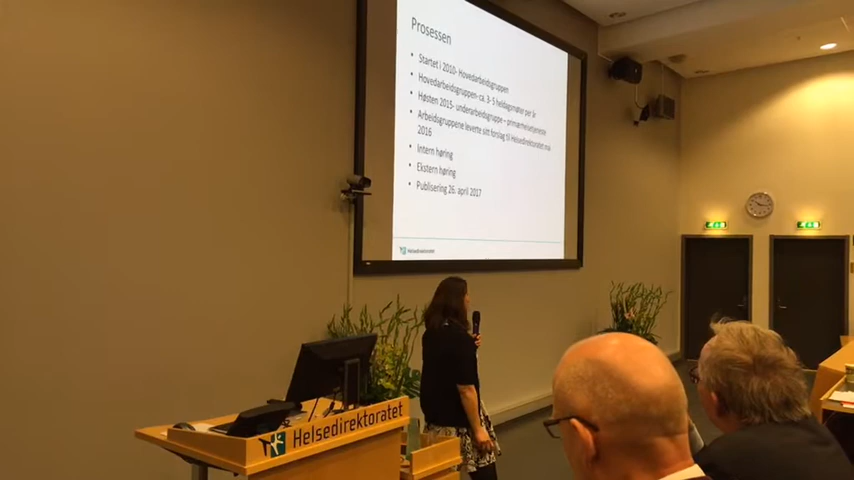 Prosessen
• Startet i 2010- Hovedarbeidsgruppen
• Hovedarbeidsgruppen- ca. 3- 5 heldagsmøter per år
• Høsten 2015- underarbeidsgruppe – primærhelsetjeneste
• Arbeidsgruppene leverte sitt forslag til Helsedirektoratet mai
2016
• Intern høring
• Ekstern høring
• Publisering 26. april 2017
Helsedirektoratet
Helsedirektoratet